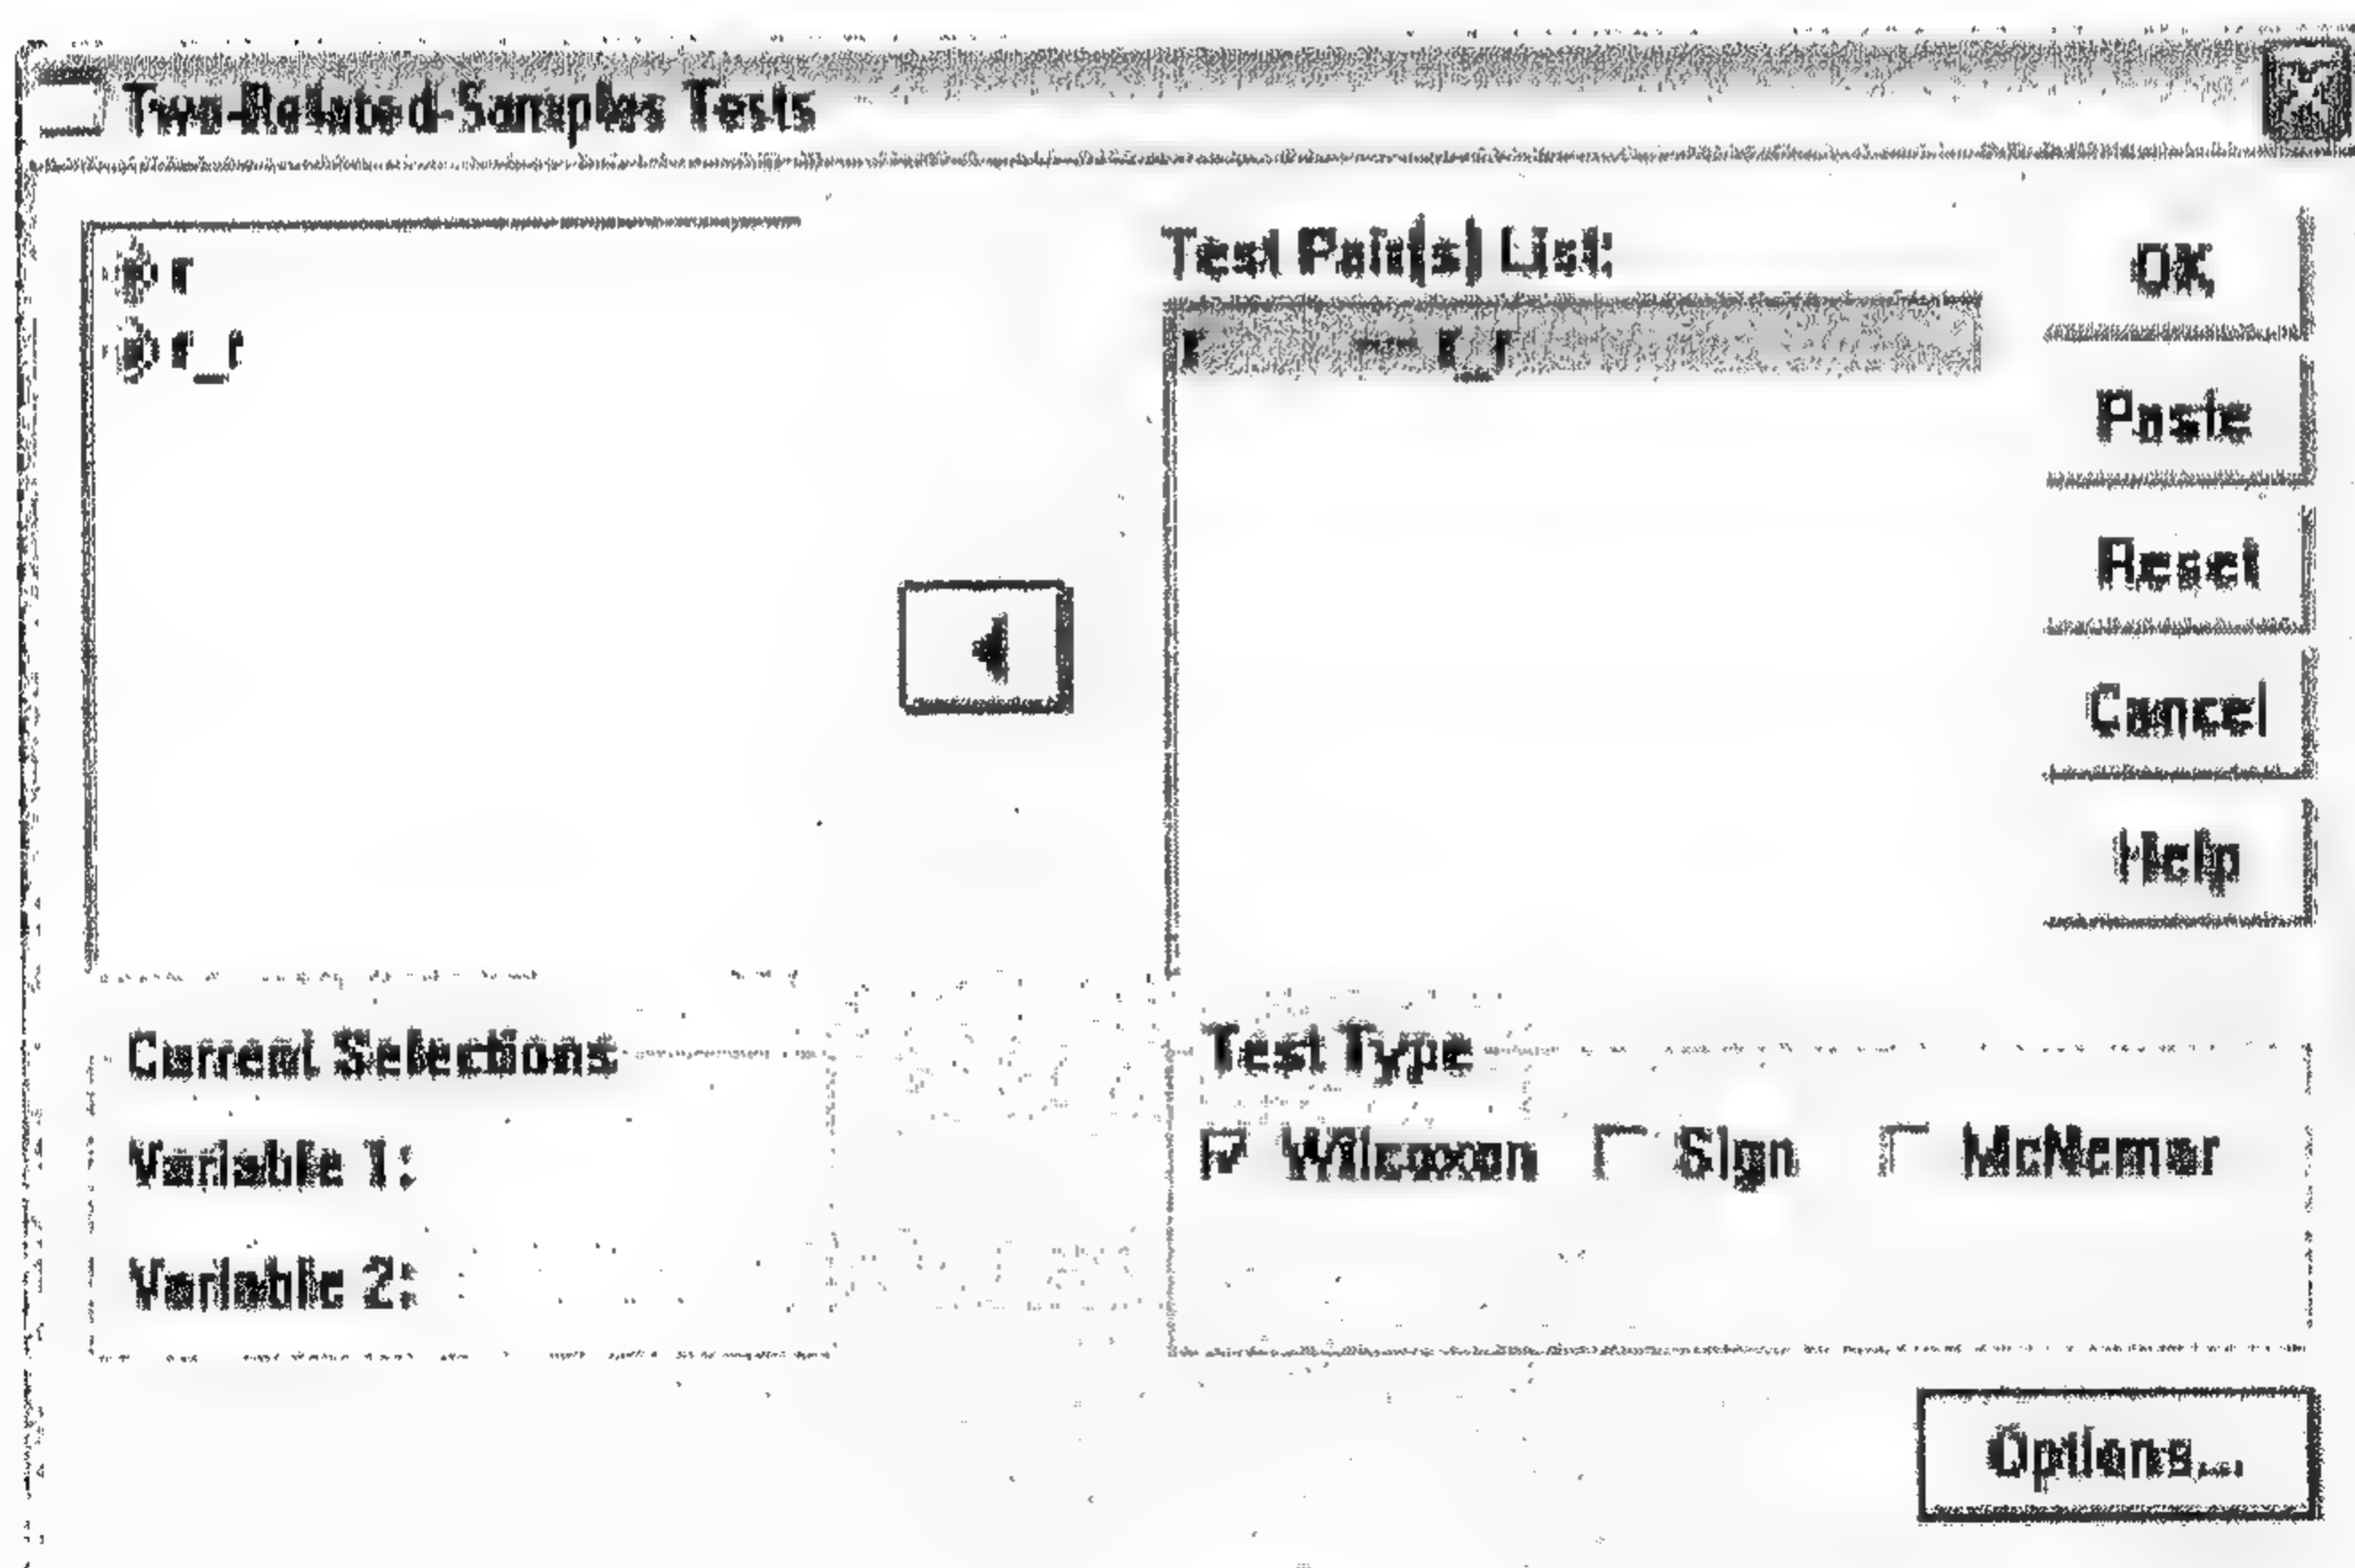 Two-Related-Samples Tests
r
r_r
Test Pair(s) List:
r -- r_r
OK
Paste
Reset
Cancel
Help
Current Selections
Variable 1:
Variable 2:
Test Type
Wilcoxon Sign McNemar
Options...